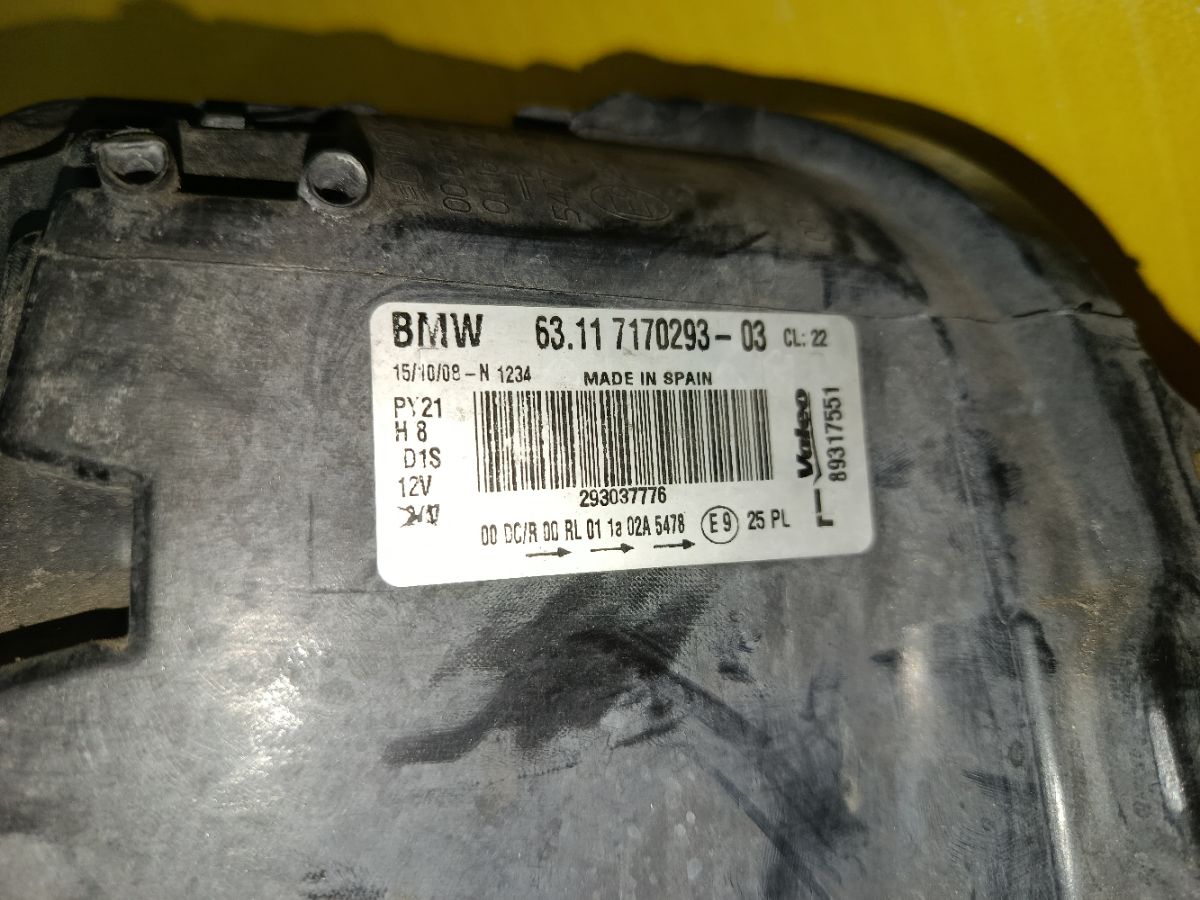 BMW 63.11 7170293-03 CL: 22
15/10/08-N 1234 MADE IN SPAIN
PY21
H 8
D1S
12V
293037776
00 DC/R 00 RL 01 1a 02A 5478 E9 25 PL
Valeo
89317551